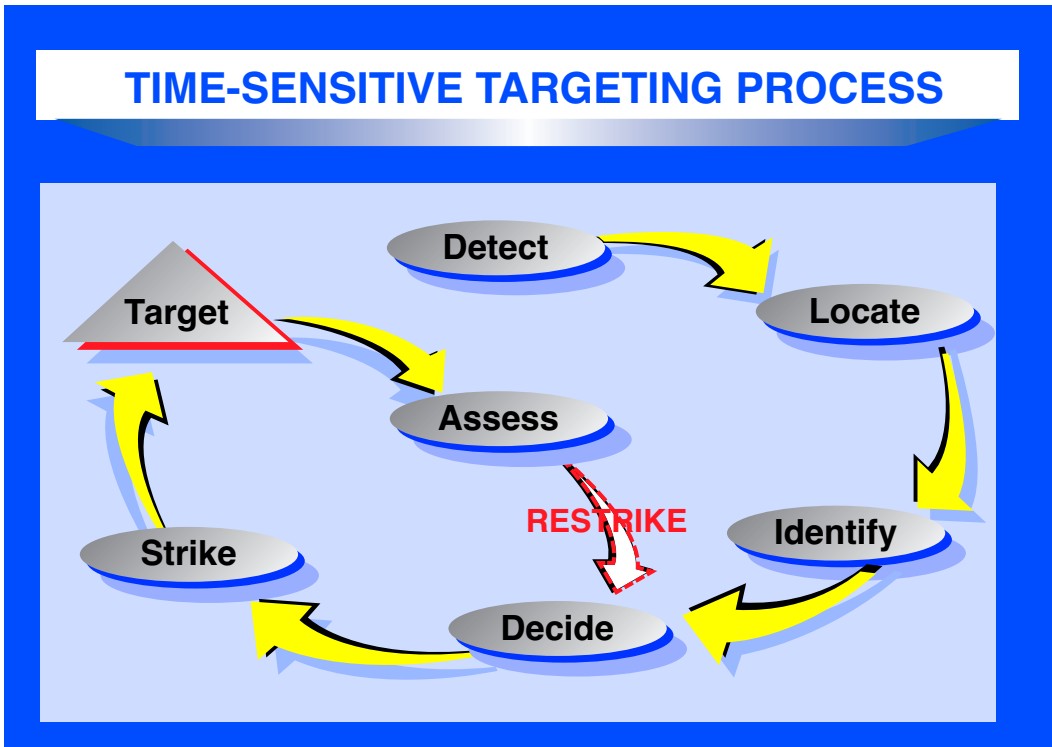 TIME-SENSITIVE TARGETING PROCESS
Detect
Target
Locate
Assess
RESTRIKE
Identify
Strike
Decide